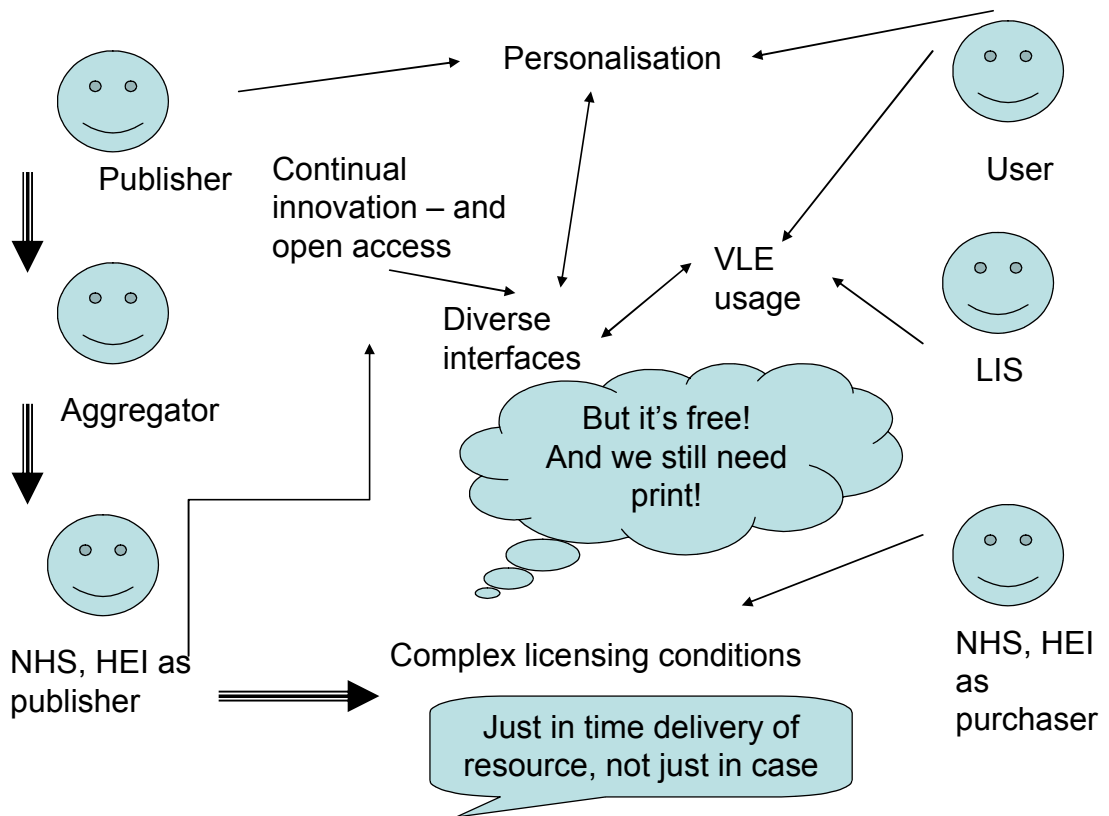 Personalisation
Publisher
Continual
innovation – and
open access
User
VLE
usage
Diverse
interfaces
LIS
Aggregator
But it’s free!
And we still need
print!
NHS, HEI as
publisher
Complex licensing conditions
NHS, HEI
as
purchaser
Just in time delivery of
resource, not just in case